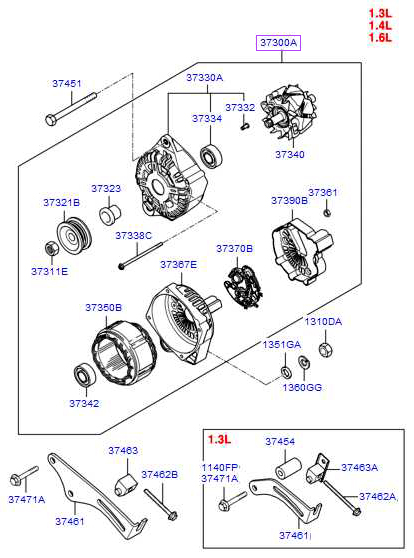 1.3L
1.4L
1.6L
37300A
37451
37330A
37332
37334
37340
37323
37321B
37361
37390B
37338C
37370B
37367E
37311E
37350B
1310DA
1351GA
1360GG
37342
1.3L
37454
37463
37462B
1140FP
37471A
37463A
37471A
37462A
37461
37461